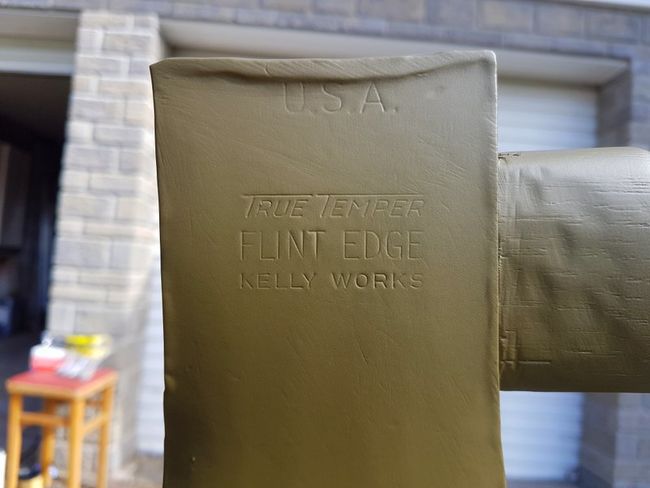 U.S.A.
TRUE TEMPER
FLINT EDGE
KELLY WORKS